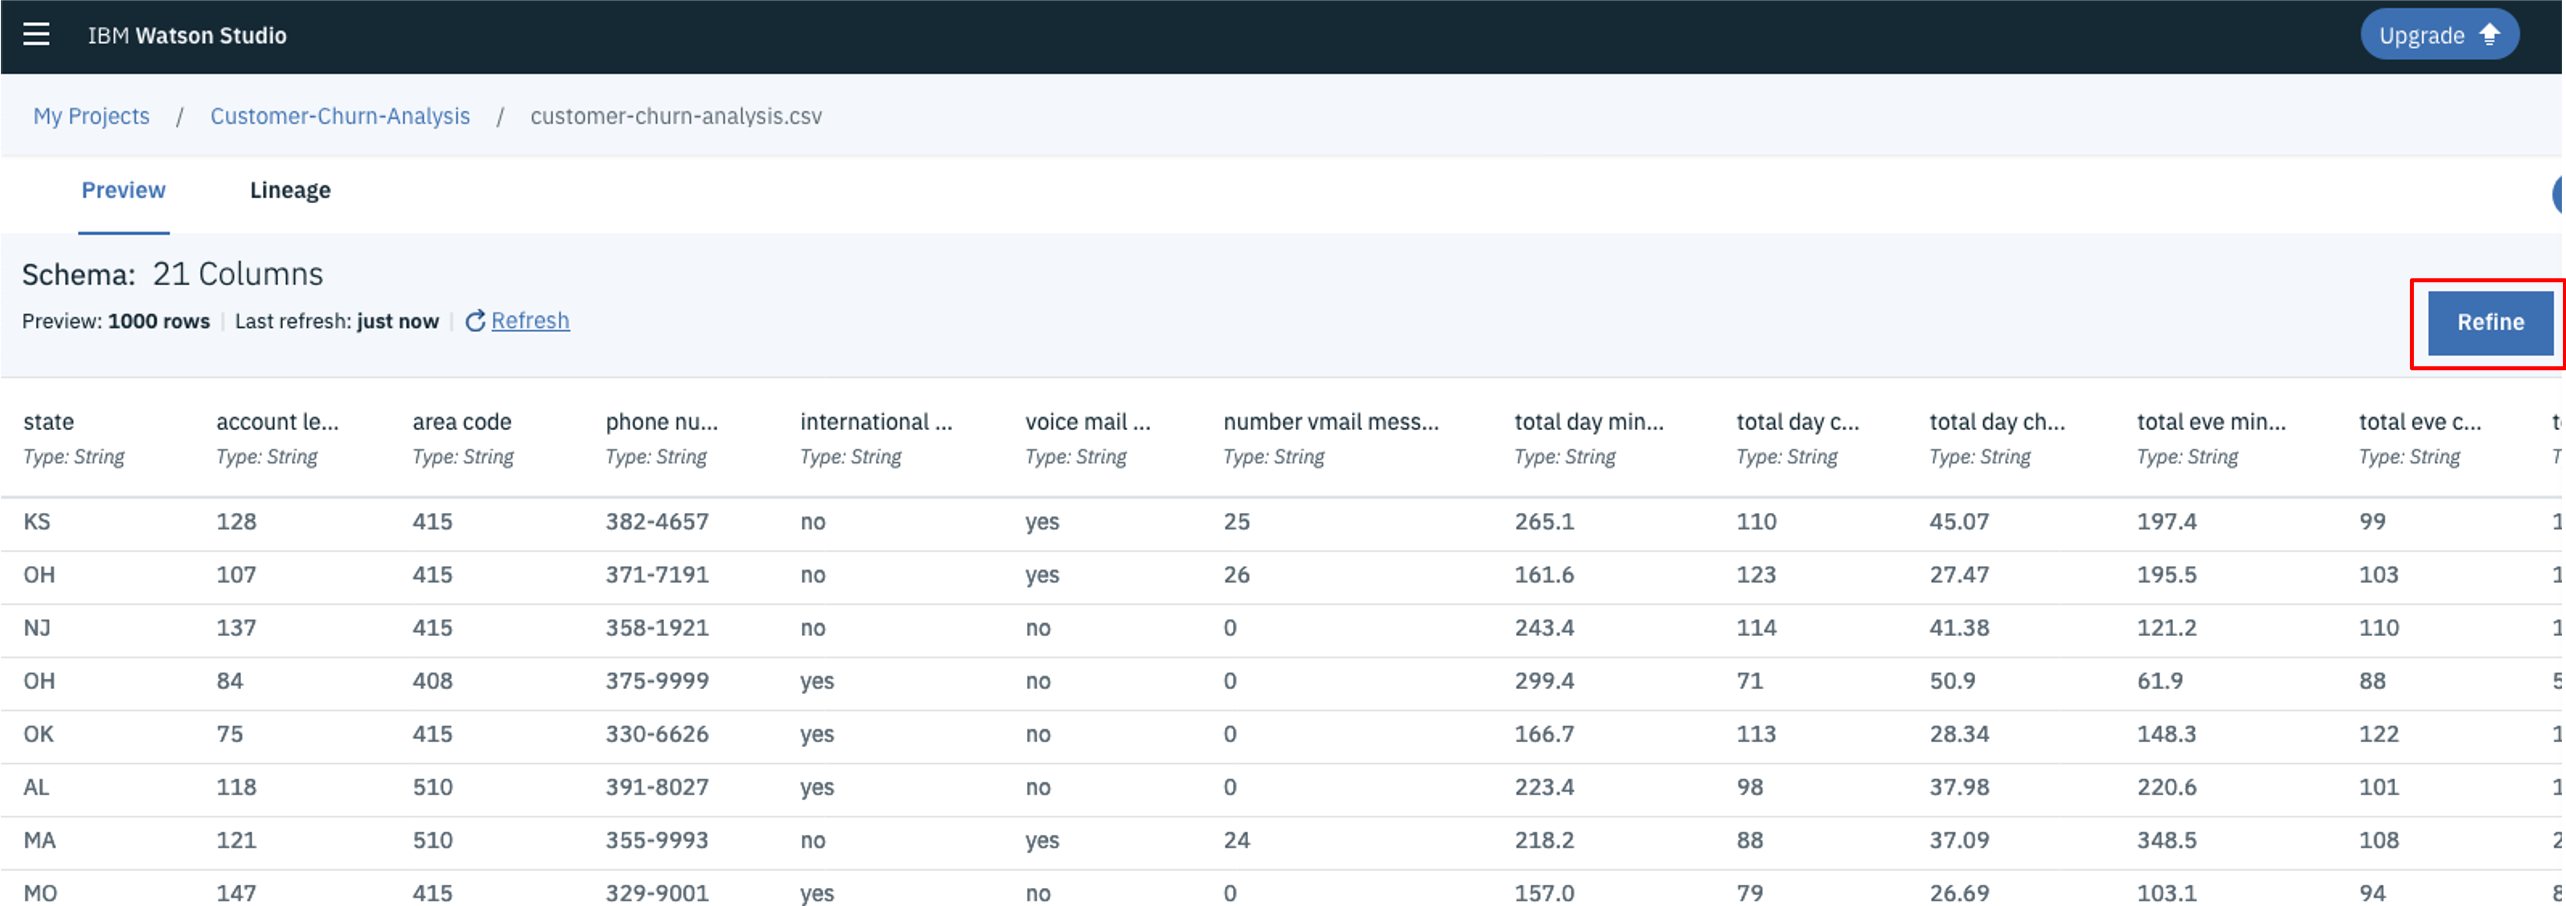 IBM Watson Studio Upgrade
My Projects / Customer-Churn-Analysis / customer-churn-analysis.csv
Preview Lineage
Schema: 21 Columns
Preview: 1000 rows | Last refresh: just now | Refresh
Refine
state account le... area code phone nu... international ... voice mail ... number vmail mess... total day min... total day c... total day ch... total eve min... total eve c...
Type: String Type: String Type: String Type: String Type: String Type: String Type: String Type: String Type: String Type: String Type: String Type: String
KS 128 415 382-4657 no yes 25 265.1 110 45.07 197.4 99
OH 107 415 371-7191 no yes 26 161.6 123 27.47 195.5 103
NJ 137 415 358-1921 no no 0 243.4 114 41.38 121.2 110
OH 84 408 375-9999 yes no 0 299.4 71 50.9 61.9 88
OK 75 415 330-6626 yes no 0 166.7 113 28.34 148.3 122
AL 118 510 391-8027 yes no 0 223.4 98 37.98 220.6 101
MA 121 510 355-9993 no yes 24 218.2 88 37.09 348.5 108
MO 147 415 329-9001 yes no 0 157.0 79 26.69 103.1 94